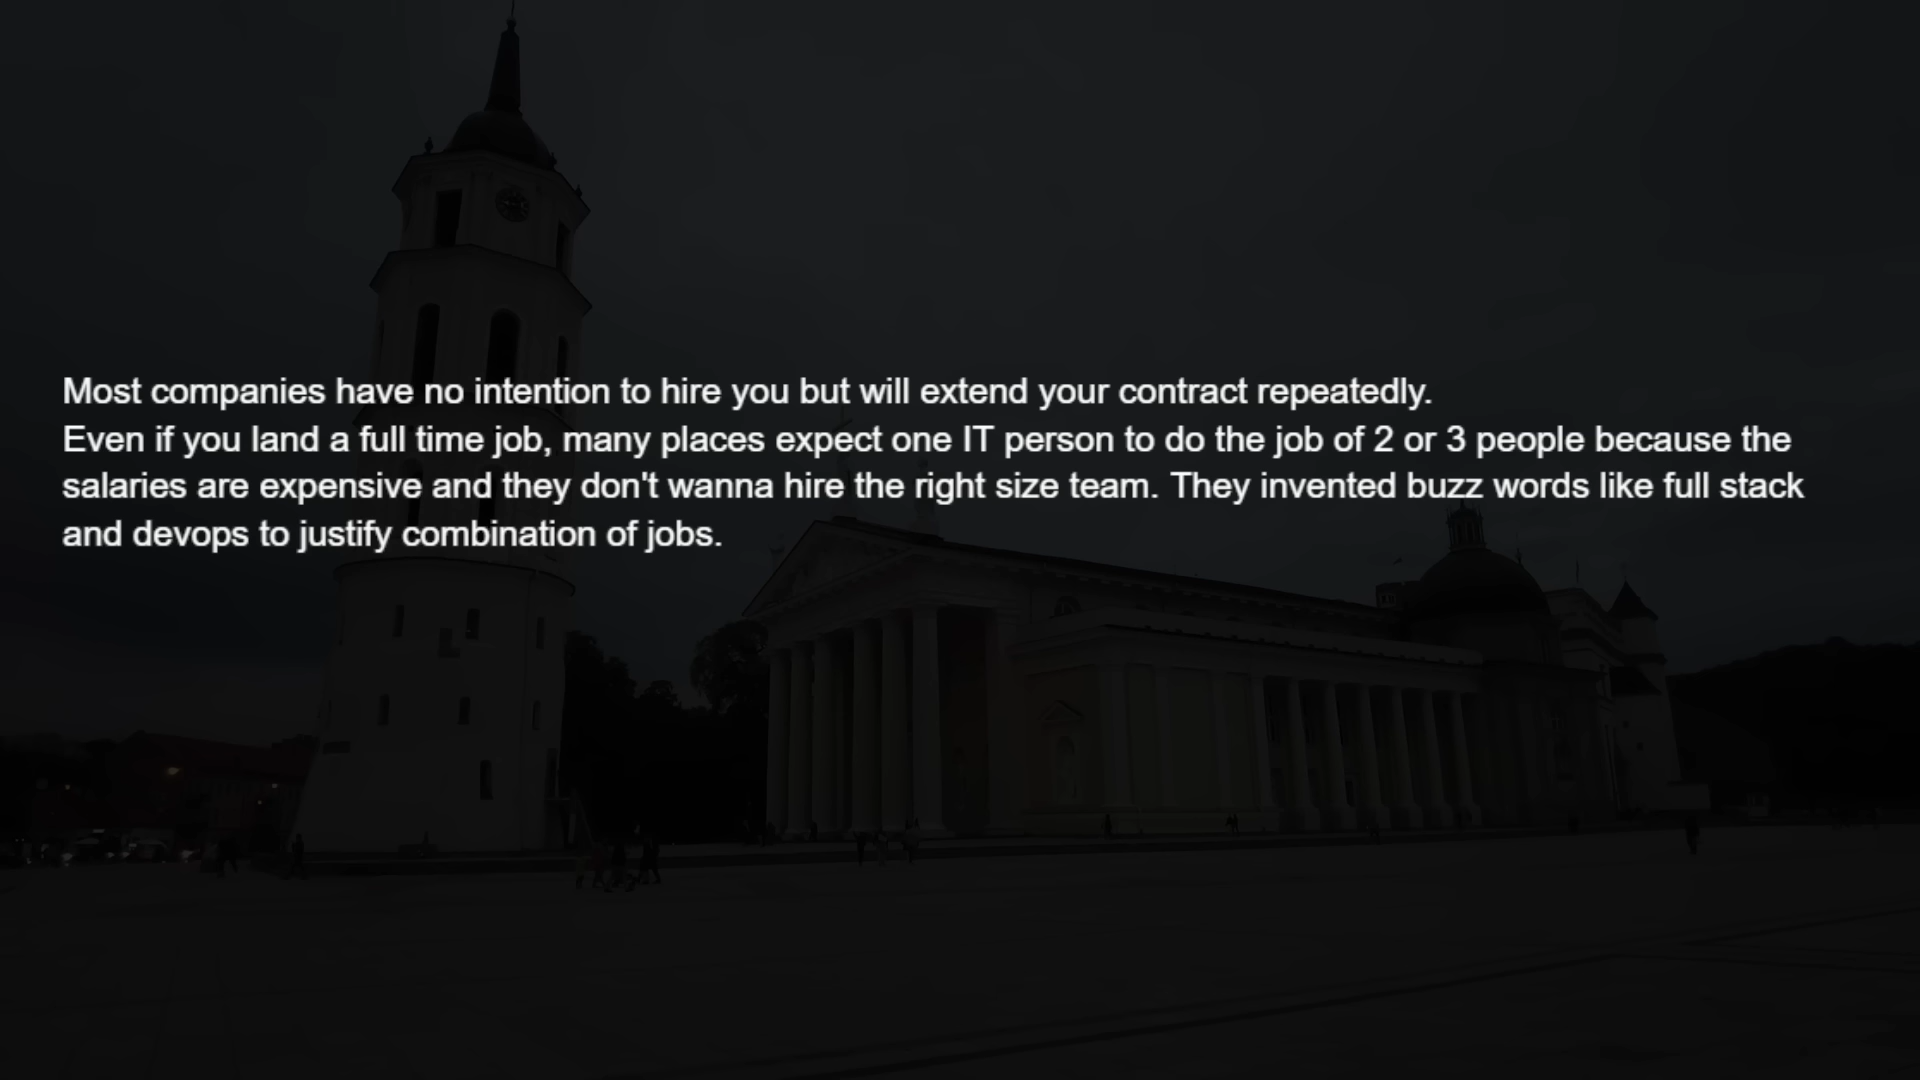 Most companies have no intention to hire you but will extend your contract repeatedly.
Even if you land a full time job, many places expect one IT person to do the job of 2 or 3 people because the
salaries are expensive and they don't wanna hire the right size team. They invented buzz words like full stack
and devops to justify combination of jobs.